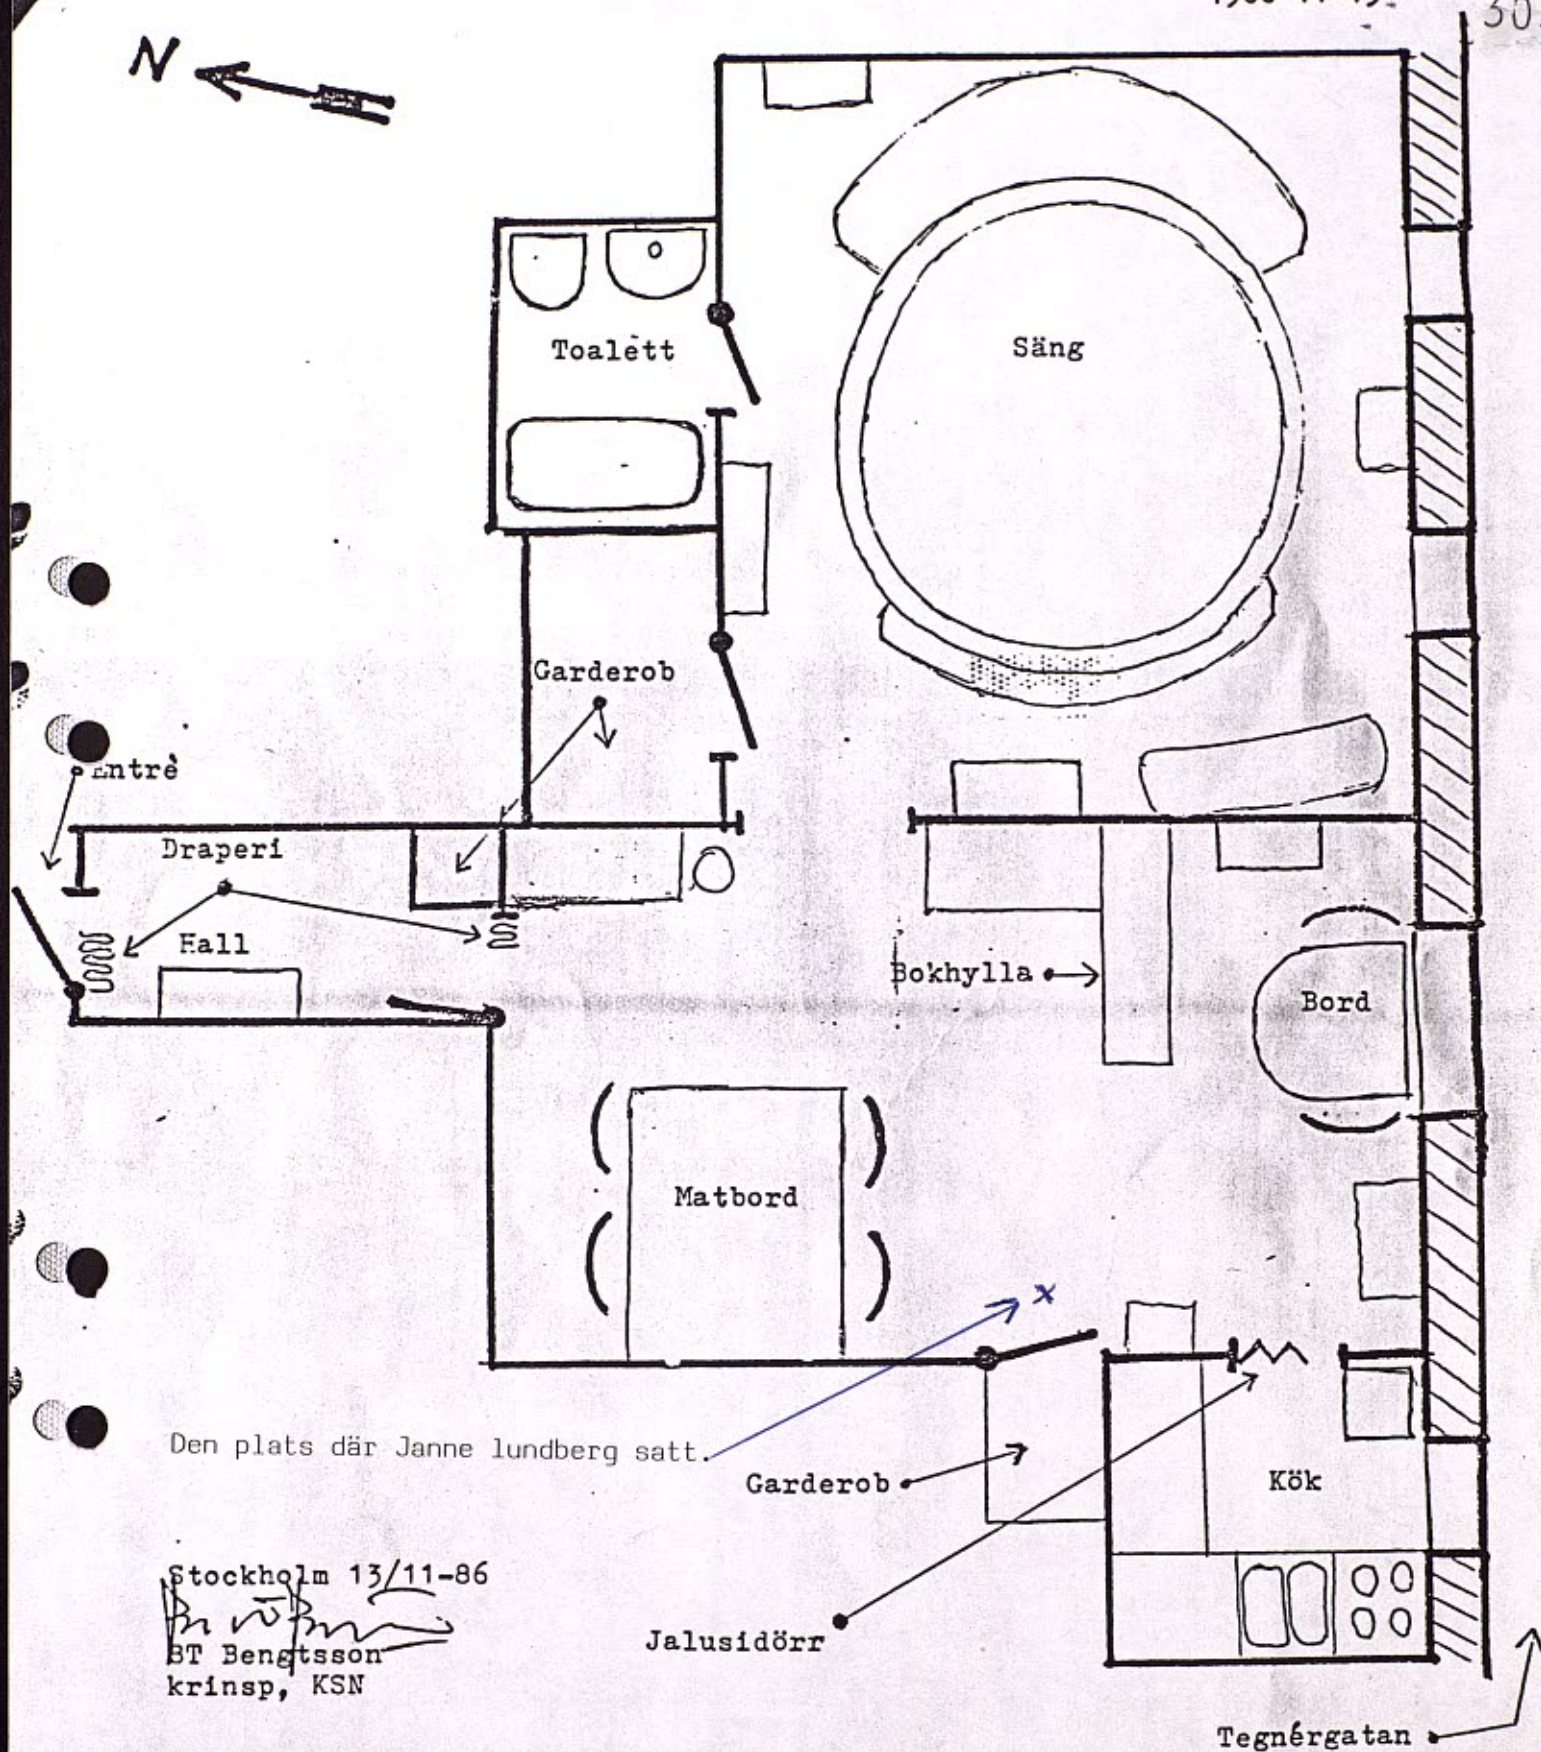 N
Toalett
Säng
Garderob
Entrè
Draperi
Hall
Bokhylla
Bord
Matbord
x
Den plats där Janne lundberg satt.
Garderob
Kök
Stockholm 13/11-86
BT Bengtsson
krinsp, KSN
Jalusidörr
Tegnérgatan